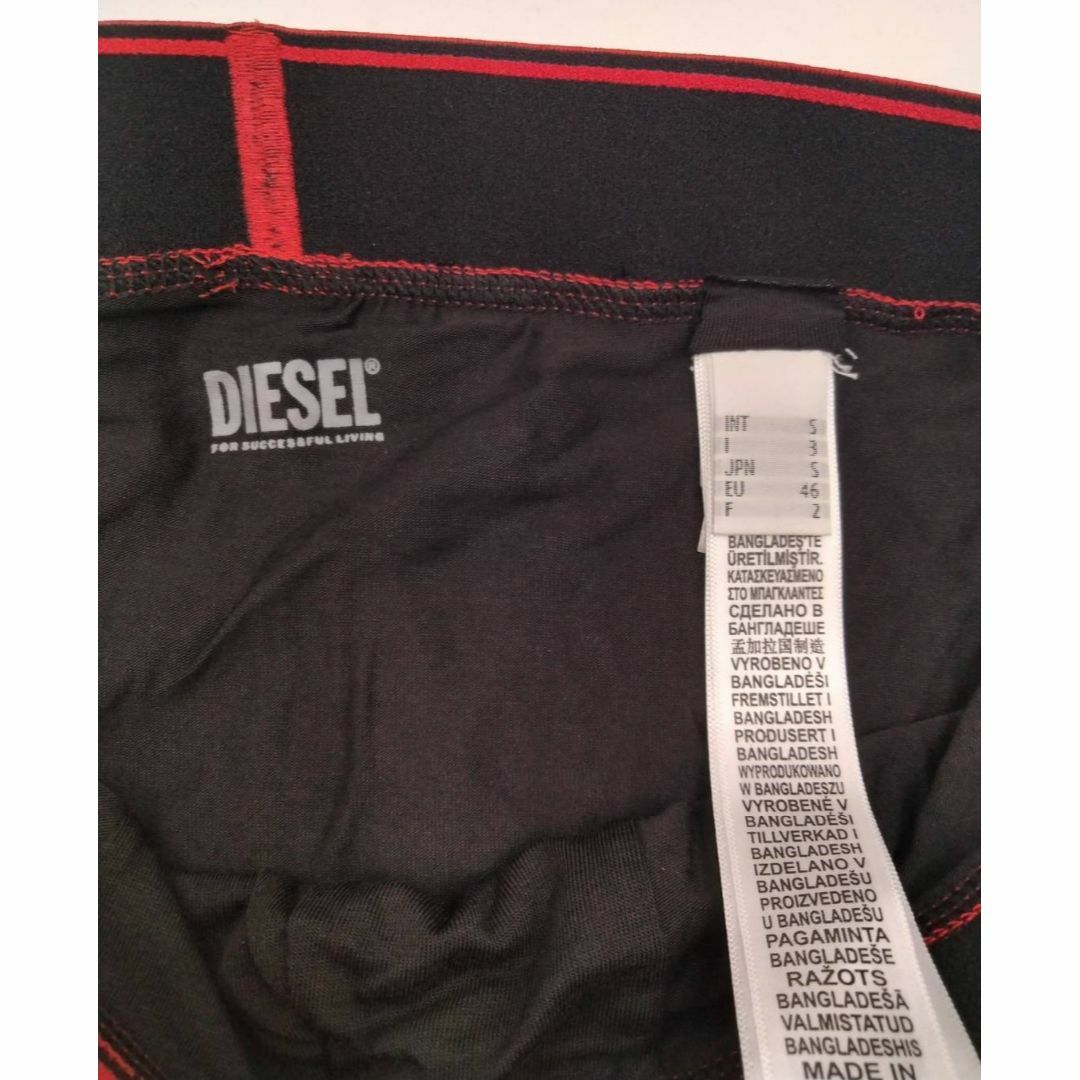 DIESEL®
FOR SUCCESSFUL LIVING
INT S
I 3
JPN S
EU 46
F 2
BANGLADEŞ'TE
ÜRETİLMİŞTİR.
ΚΑΤΑΣΚΕΥΑΣΜΕΝΟ
ΣΤΟ ΜΠΑΓΚΛΑΝΤΕΣ
СДЕЛАНО В
БАНГЛАДЕШЕ
孟加拉国制造
VYROBENO V
BANGLADÉŠI
FREMSTILLET I
BANGLADESH
PRODUSERT I
BANGLADESH
WYPRODUKOWANO
W BANGLADESZU
VYROBENÉ V
BANGLADÉŠI
TILLVERKAD I
BANGLADESH
IZDELANO V
BANGLADEŠU
PROIZVEDENO
U BANGLADEŠU
PAGAMINTA
BANGLADEŠE
RAŽOTS
BANGLADEŠĀ
VALMISTATUD
BANGLADESHIS
MADE IN